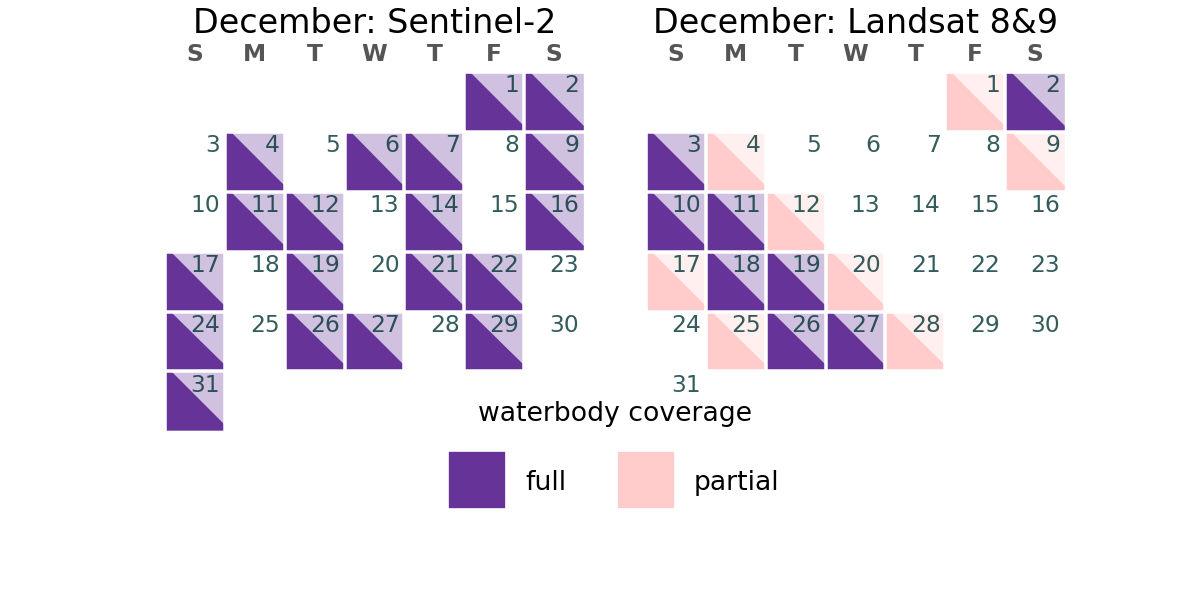 December: Sentinel-2
S M T W T F S
1 2
3 4 5 6 7 8 9
10 11 12 13 14 15 16
17 18 19 20 21 22 23
24 25 26 27 28 29 30
31
December: Landsat 8&9
S M T W T F S
1 2
3 4 5 6 7 8 9
10 11 12 13 14 15 16
17 18 19 20 21 22 23
24 25 26 27 28 29 30
31
waterbody coverage
full partial